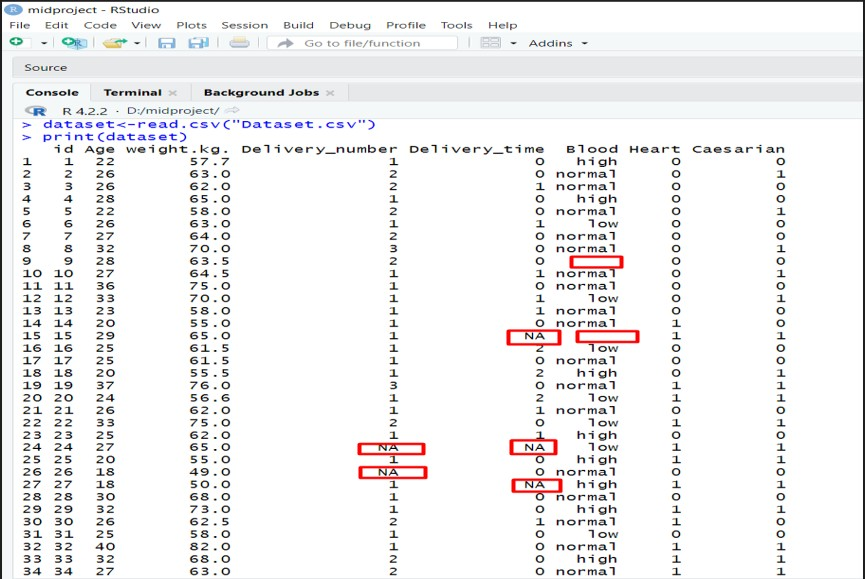 midproject - RStudio
File Edit Code View Plots Session Build Debug Profile Tools Help
Go to file/function Addins
Source
Console Terminal Background Jobs
R 4.2.2 · D:/midproject/
> dataset<-read.csv("Dataset.csv")
> print(dataset)
id Age weight.kg. Delivery_number Delivery_time Blood Heart Caesarian
1 1 22 57.7 1 0 high 0 0
2 2 26 63.0 2 0 normal 0 1
3 3 26 62.0 2 1 normal 0 0
4 4 28 65.0 1 0 high 0 0
5 5 22 58.0 2 0 normal 0 1
6 6 26 63.0 1 1 low 0 0
7 7 27 64.0 2 0 normal 0 0
8 8 32 70.0 3 0 normal 0 1
9 9 28 63.5 2 0 0 0
10 10 27 64.5 1 1 normal 0 1
11 11 36 75.0 1 0 normal 0 0
12 12 33 70.0 1 1 low 0 1
13 13 23 58.0 1 1 normal 0 0
14 14 20 55.0 1 0 normal 1 0
15 15 29 65.0 1 NA 1 1
16 16 25 61.5 1 2 low 0 0
17 17 25 61.5 1 0 normal 0 0
18 18 20 55.5 1 2 high 0 1
19 19 37 76.0 3 0 normal 1 1
20 20 24 56.6 1 2 low 1 1
21 21 26 62.0 1 1 normal 0 0
22 22 33 75.0 2 0 low 1 1
23 23 25 62.0 1 1 high 0 0
24 24 27 65.0 NA NA low 1 1
25 25 20 55.0 1 0 high 1 1
26 26 18 49.0 NA 0 normal 0 0
27 27 18 50.0 1 NA high 1 1
28 28 30 68.0 1 0 normal 0 0
29 29 32 73.0 1 0 high 1 1
30 30 26 62.5 2 1 normal 1 0
31 31 25 58.0 1 0 low 0 0
32 32 40 82.0 1 0 normal 1 1
33 33 32 68.0 2 0 high 1 1
34 34 27 63.0 2 0 normal 1 0